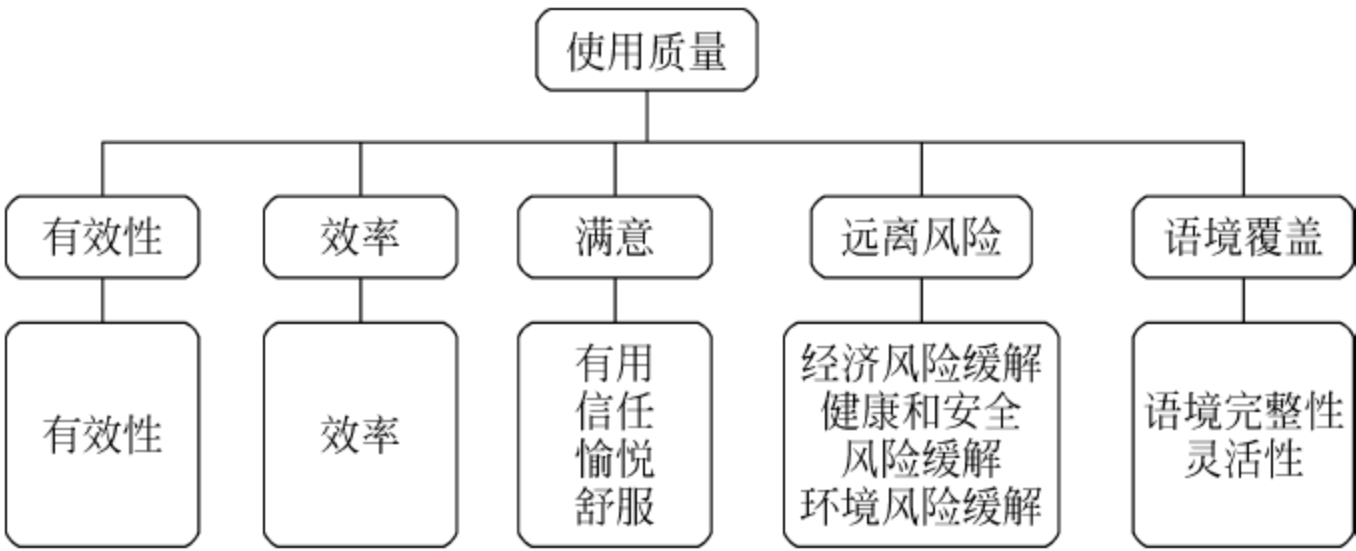 使用质量
有效性
效率
满意
远离风险
语境覆盖
有效性
效率
有用
信任
愉悦
舒服
经济风险缓解
健康和安全
风险缓解
环境风险缓解
语境完整性
灵活性